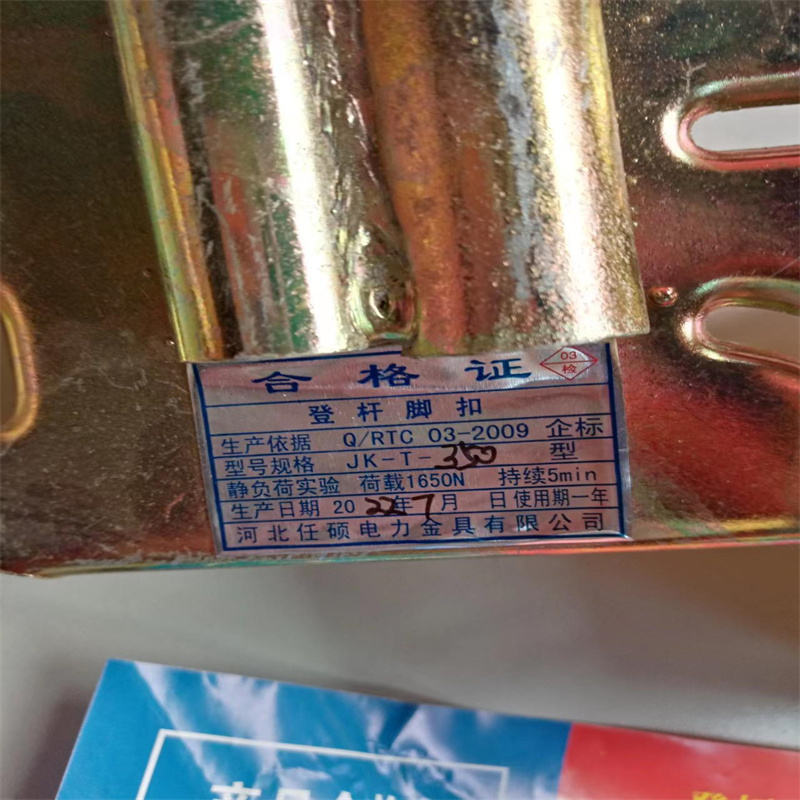 合格证
03
检
登杆脚扣
生产依据 Q/RTC 03-2009 企标
型号规格 JK-T-350 型
静负荷实验 荷载1650N 持续5min
生产日期 2022年7月 日使用期一年
河北任硕电力金具有限公司